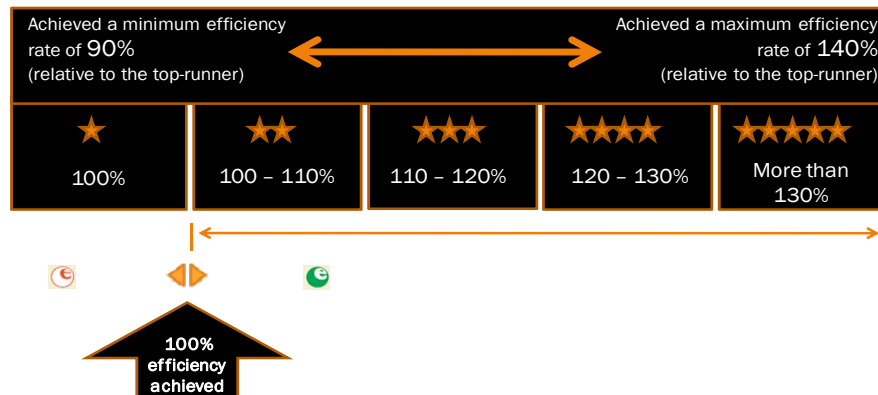 Achieved a minimum efficiency
rate of 90%
(relative to the top-runner)
Achieved a maximum efficiency
rate of 140%
(relative to the top-runner)
100%
100 – 110%
110 – 120%
120 – 130%
More than
130%
100%
efficiency
achieved